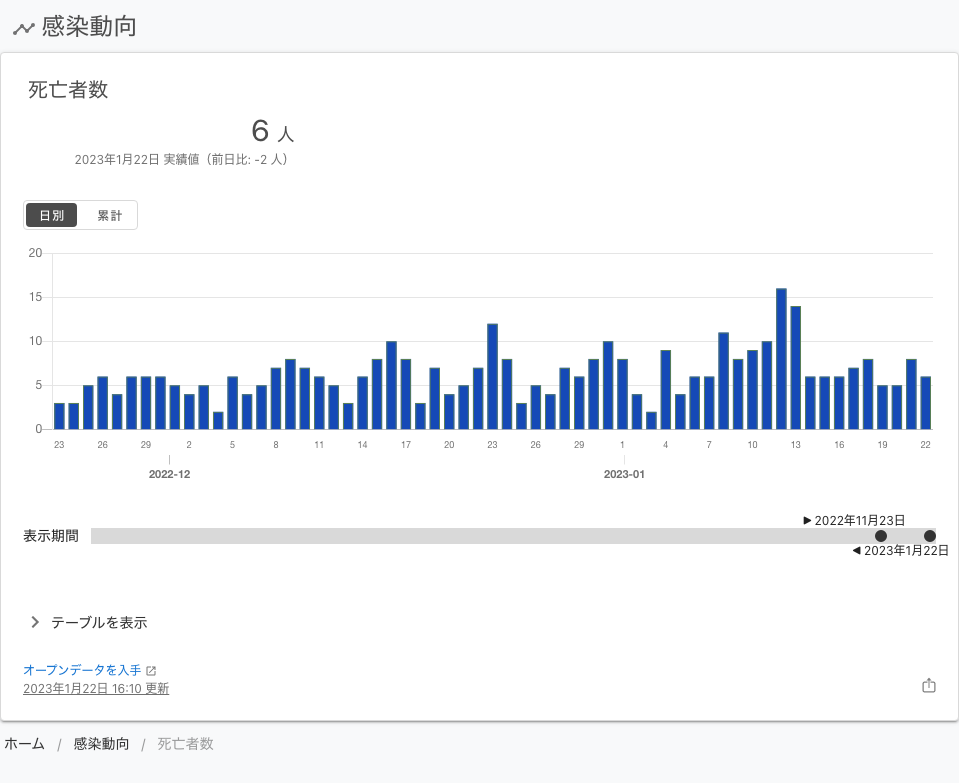 感染動向
死亡者数
6 人
2023年1月22日 実績値（前日比: -2 人）
日別 累計
20
15
10
5
0
23 26 29 2 5 8 11 14 17 20 23 26 29 1 4 7 10 13 16 19 22
2022-12 2023-01
▶ 2022年11月23日
表示期間
◀ 2023年1月22日
テーブルを表示
オープンデータを入手
2023年1月22日 16:10 更新
ホーム / 感染動向 / 死亡者数